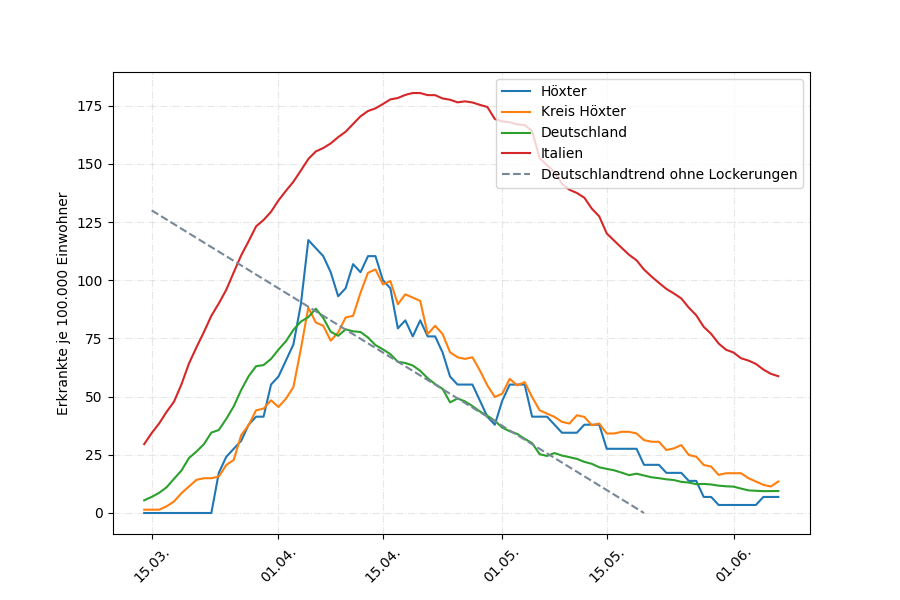 Höxter
Kreis Höxter
Deutschland
Italien
Deutschlandtrend ohne Lockerungen
Erkrankte je 100.000 Einwohner
175
150
125
100
75
50
25
0
15.03.
01.04.
15.04.
01.05.
15.05.
01.06.